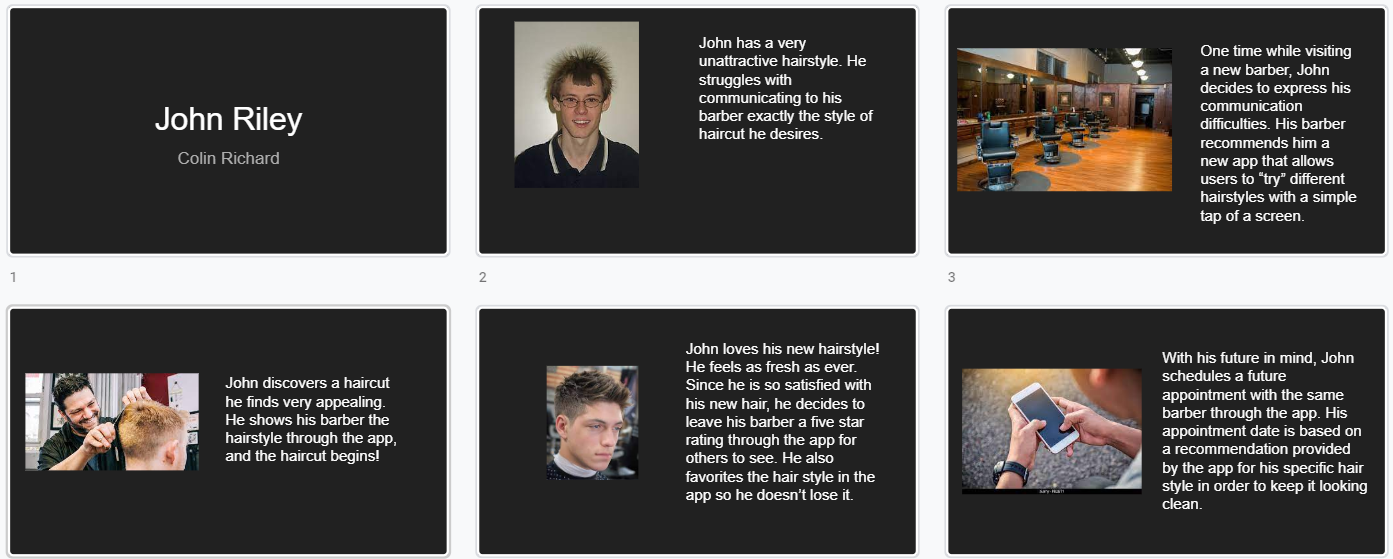 John Riley
Colin Richard
1
John has a very
unattractive hairstyle. He
struggles with
communicating to his
barber exactly the style of
haircut he desires.
2
One time while visiting
a new barber, John
decides to express his
communication
difficulties. His barber
recommends him a
new app that allows
users to “try” different
hairstyles with a simple
tap of a screen.
3
John discovers a haircut
he finds very appealing.
He shows his barber the
hairstyle through the app,
and the haircut begins!
John loves his new hairstyle!
He feels as fresh as ever.
Since he is so satisfied with
his new hair, he decides to
leave his barber a five star
rating through the app for
others to see. He also
favorites the hair style in the
app so he doesn’t lose it.
With his future in mind, John
schedules a future
appointment with the same
barber through the app. His
appointment date is based on
a recommendation provided
by the app for his specific hair
style in order to keep it looking
clean.